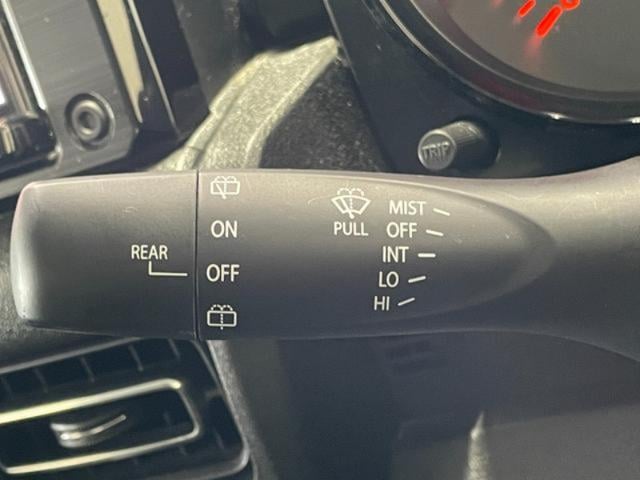 TRIP
MIST
OFF
INT
LO
HI
PULL
ON
OFF
REAR